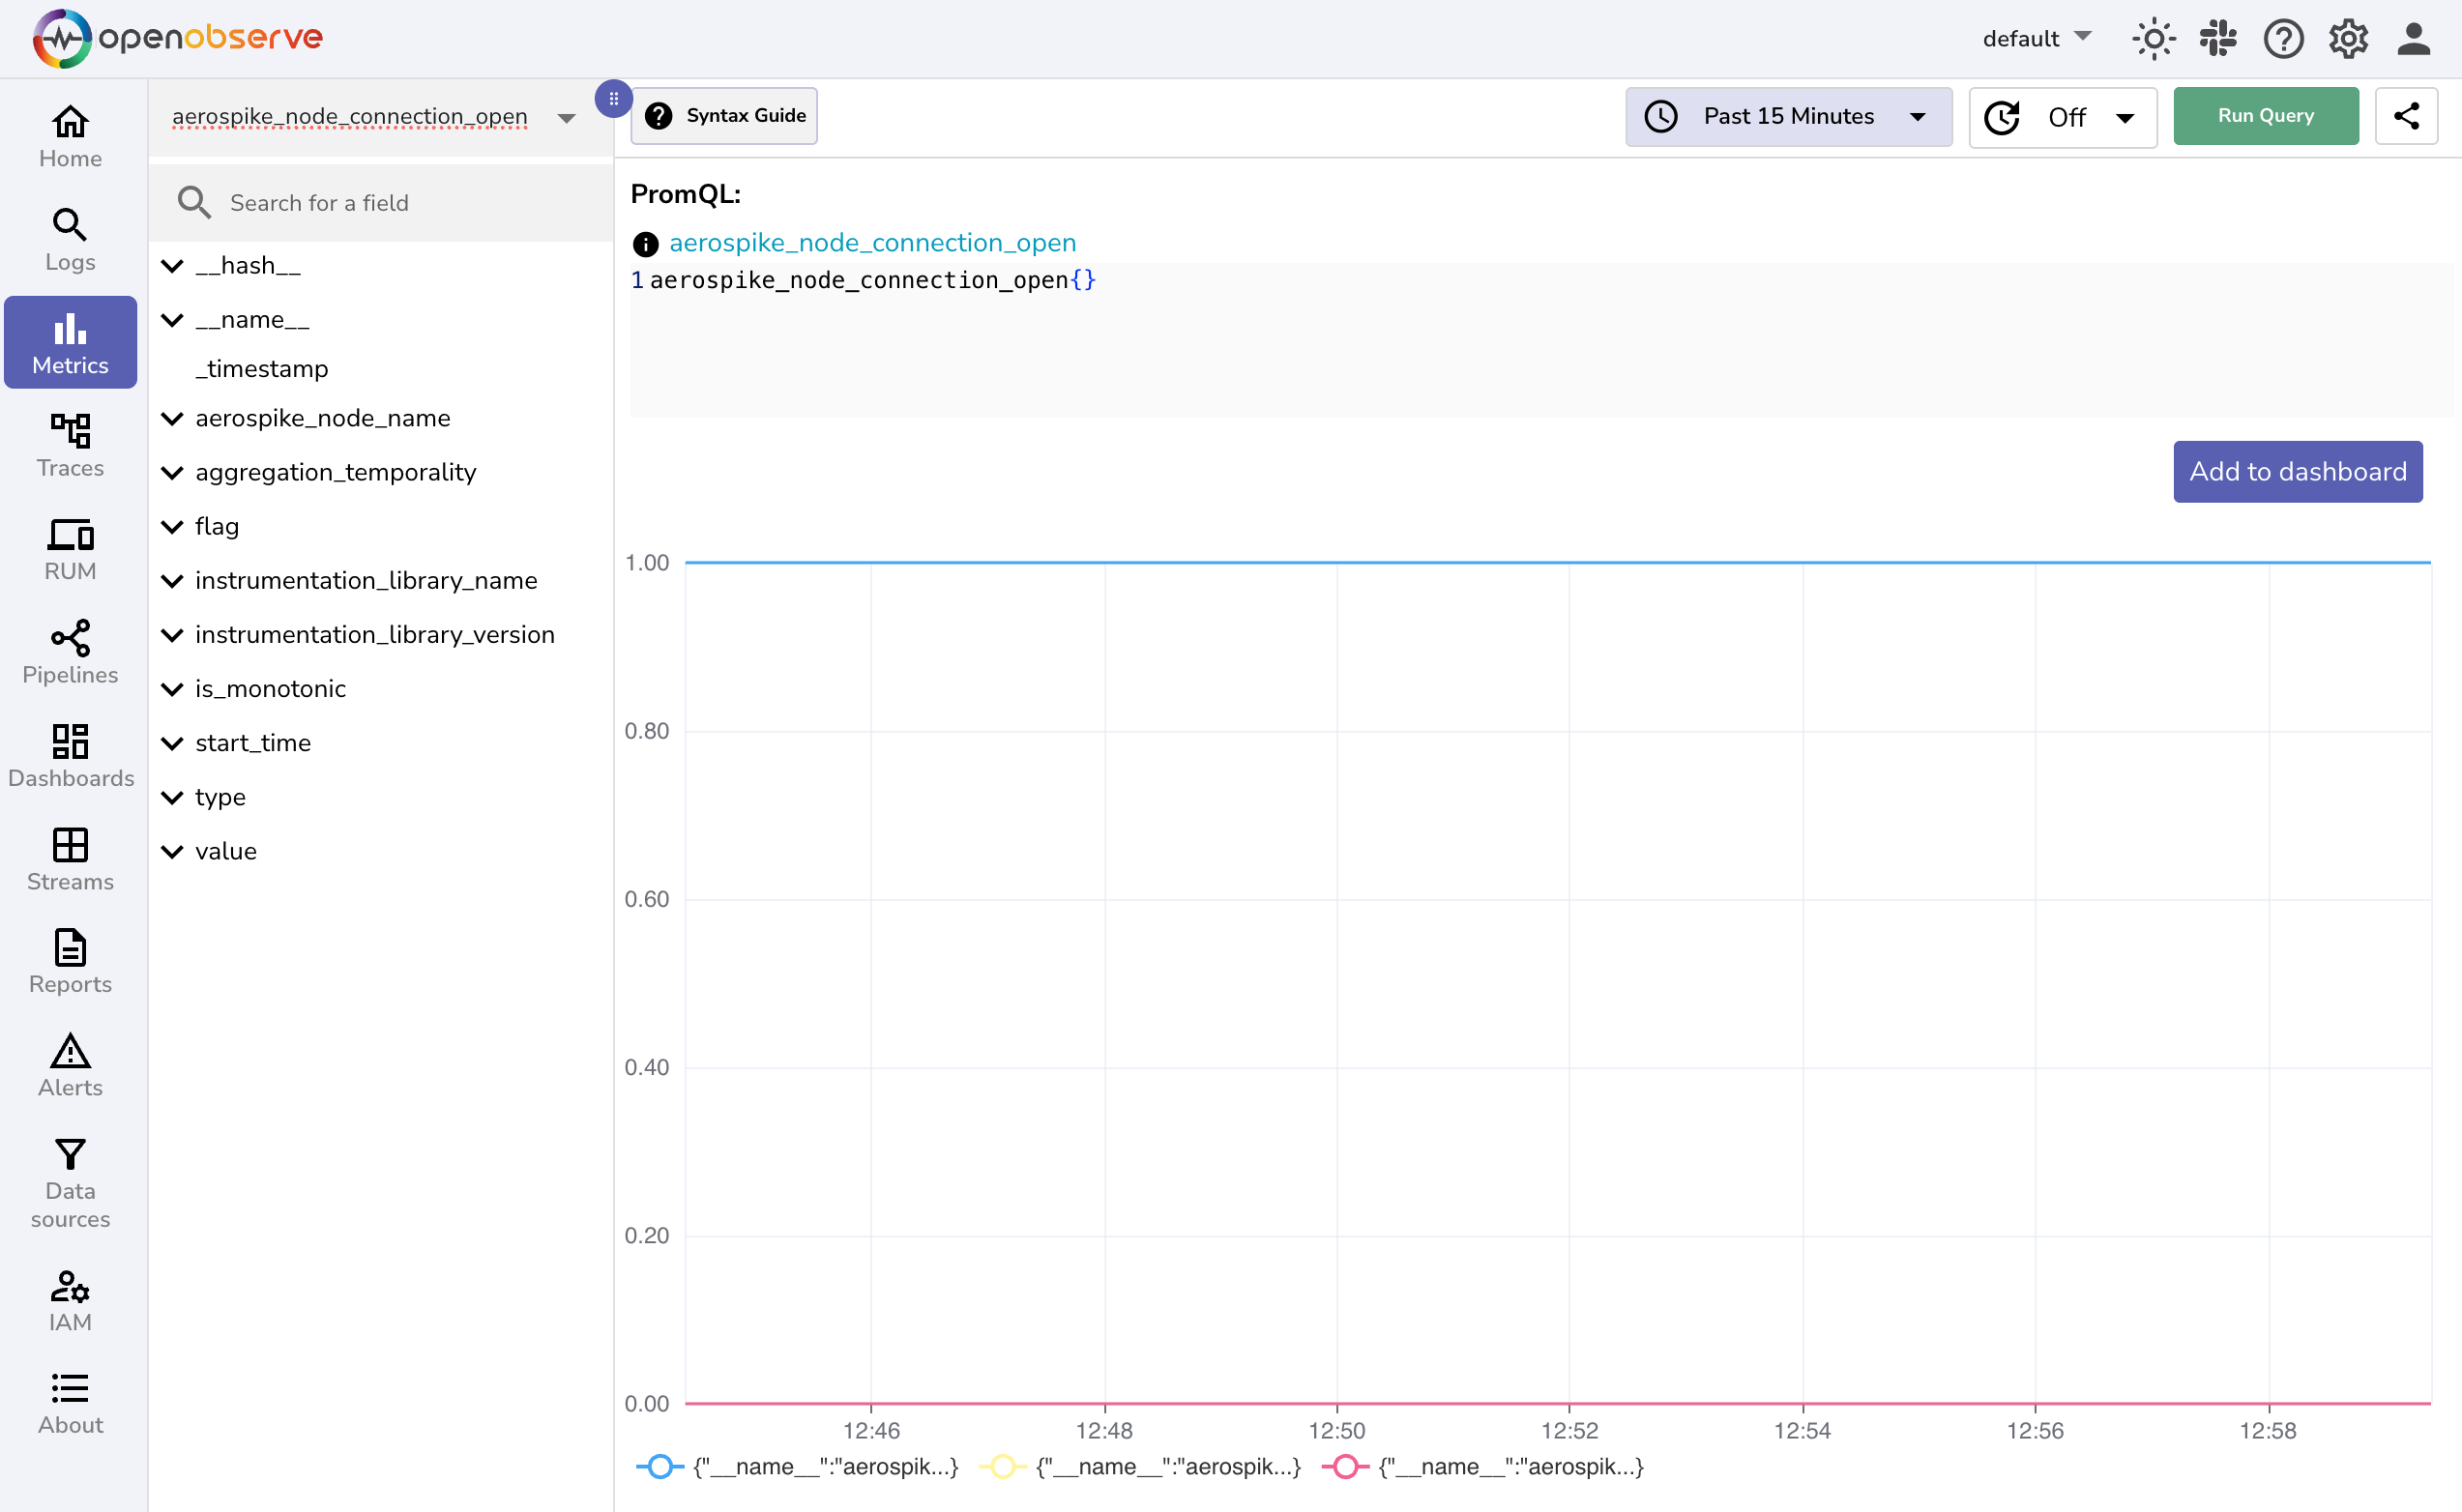 openobserve
default
Home
Logs
Metrics
Traces
RUM
Pipelines
Dashboards
Streams
Reports
Alerts
Data
sources
IAM
About
aerospike_node_connection_open
Search for a field
__hash__
__name__
_timestamp
aerospike_node_name
aggregation_temporality
flag
instrumentation_library_name
instrumentation_library_version
is_monotonic
start_time
type
value
Syntax Guide
Past 15 Minutes
Off
Run Query
PromQL:
aerospike_node_connection_open
1 aerospike_node_connection_open{}
Add to dashboard
1.00
0.80
0.60
0.40
0.20
0.00
12:46 12:48 12:50 12:52 12:54 12:56 12:58
{"__name__":"aerospik...} {"__name__":"aerospik...} {"__name__":"aerospik...}